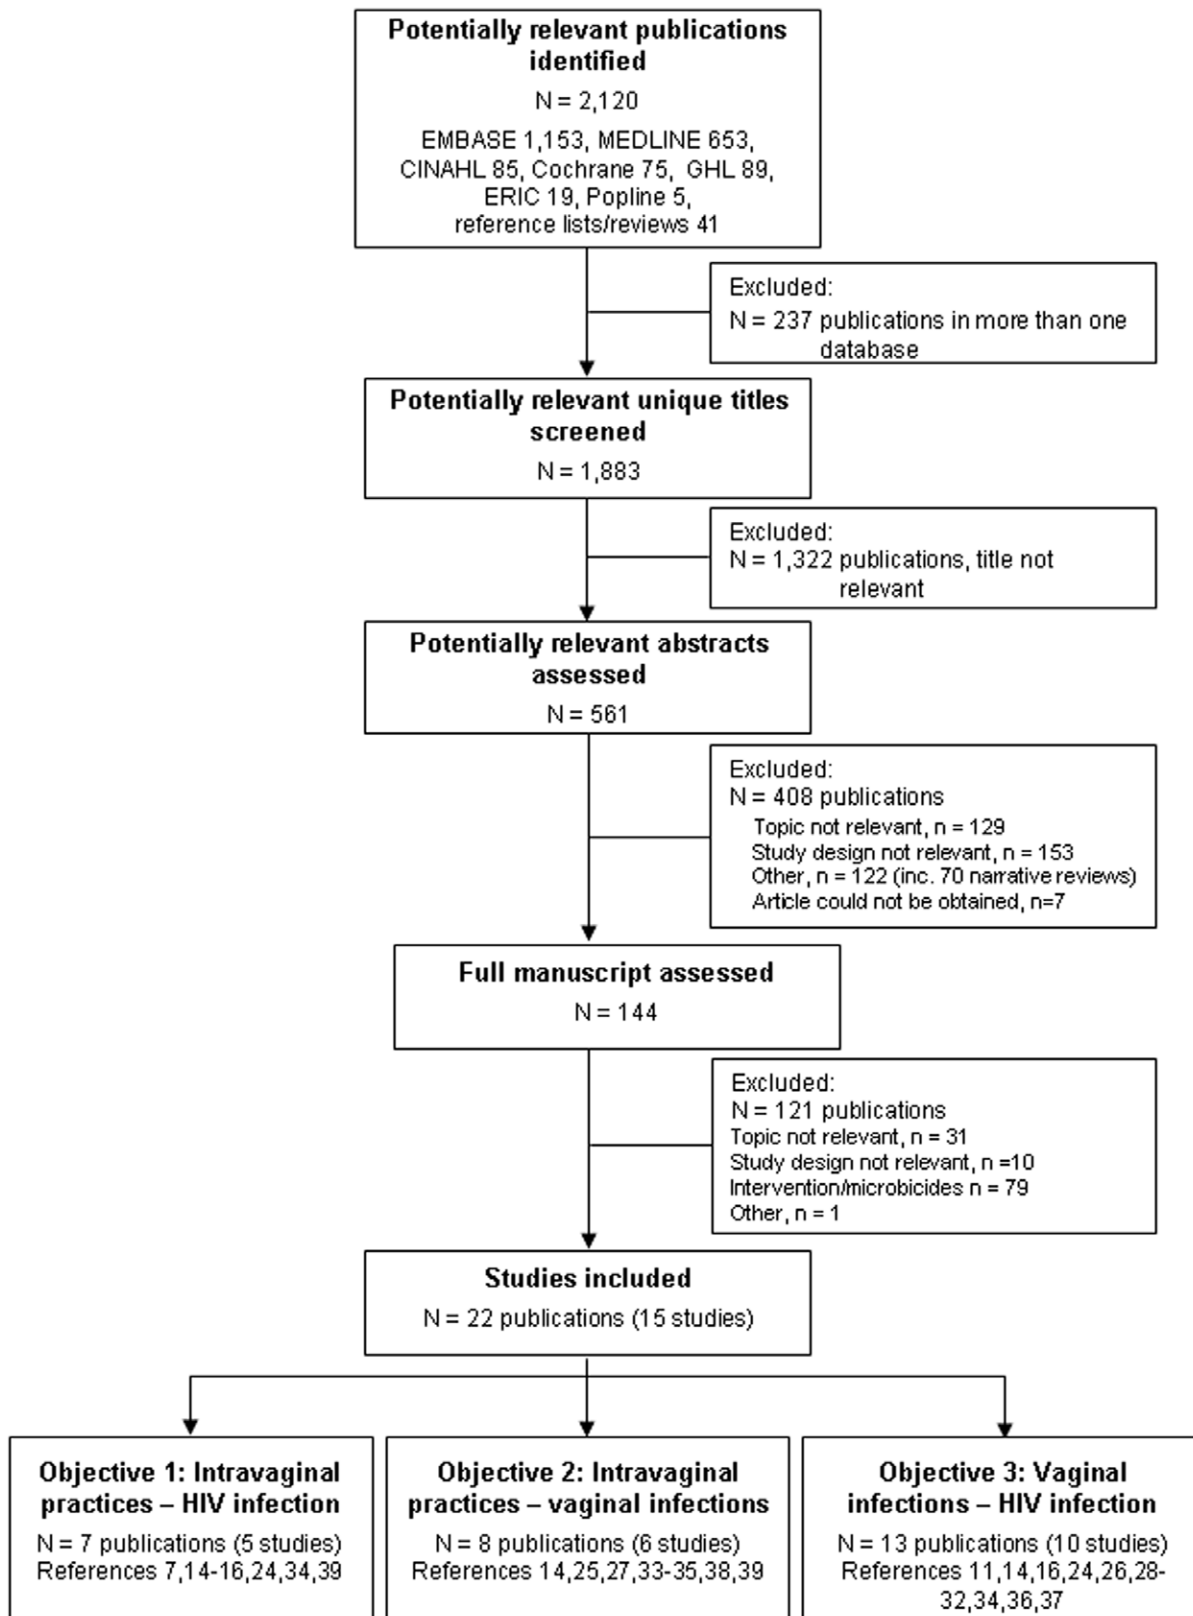 Potentially relevant publications
identified
N = 2,120
EMBASE 1,153, MEDLINE 653,
CINAHL 85, Cochrane 75, GHL 89,
ERIC 19, Popline 5,
reference lists/reviews 41
Excluded:
N = 237 publications in more than one
database
Potentially relevant unique titles
screened
N = 1,883
Excluded:
N = 1,322 publications, title not
relevant
Potentially relevant abstracts
assessed
N = 561
Excluded:
N = 408 publications
Topic not relevant, n = 129
Study design not relevant, n = 153
Other, n = 122 (inc. 70 narrative reviews)
Article could not be obtained, n=7
Full manuscript assessed
N = 144
Excluded:
N = 121 publications
Topic not relevant, n = 31
Study design not relevant, n =10
Intervention/microbicides n = 79
Other, n = 1
Studies included
N = 22 publications (15 studies)
Objective 1: Intravaginal
practices – HIV infection
N = 7 publications (5 studies)
References 7,14-16,24,34,39
Objective 2: Intravaginal
practices – vaginal infections
N = 8 publications (6 studies)
References 14,25,27,33-35,38,39
Objective 3: Vaginal
infections – HIV infection
N = 13 publications (10 studies)
References 11,14,16,24,26,28-
32,34,36,37